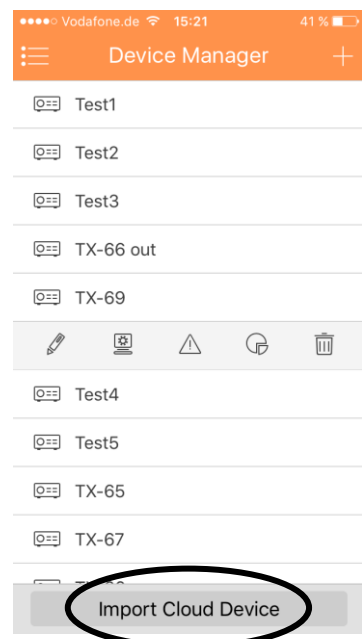 Vodafone.de 15:21 41 %
Device Manager
Test1
Test2
Test3
TX-66 out
TX-69
Test4
Test5
TX-65
TX-67
Import Cloud Device